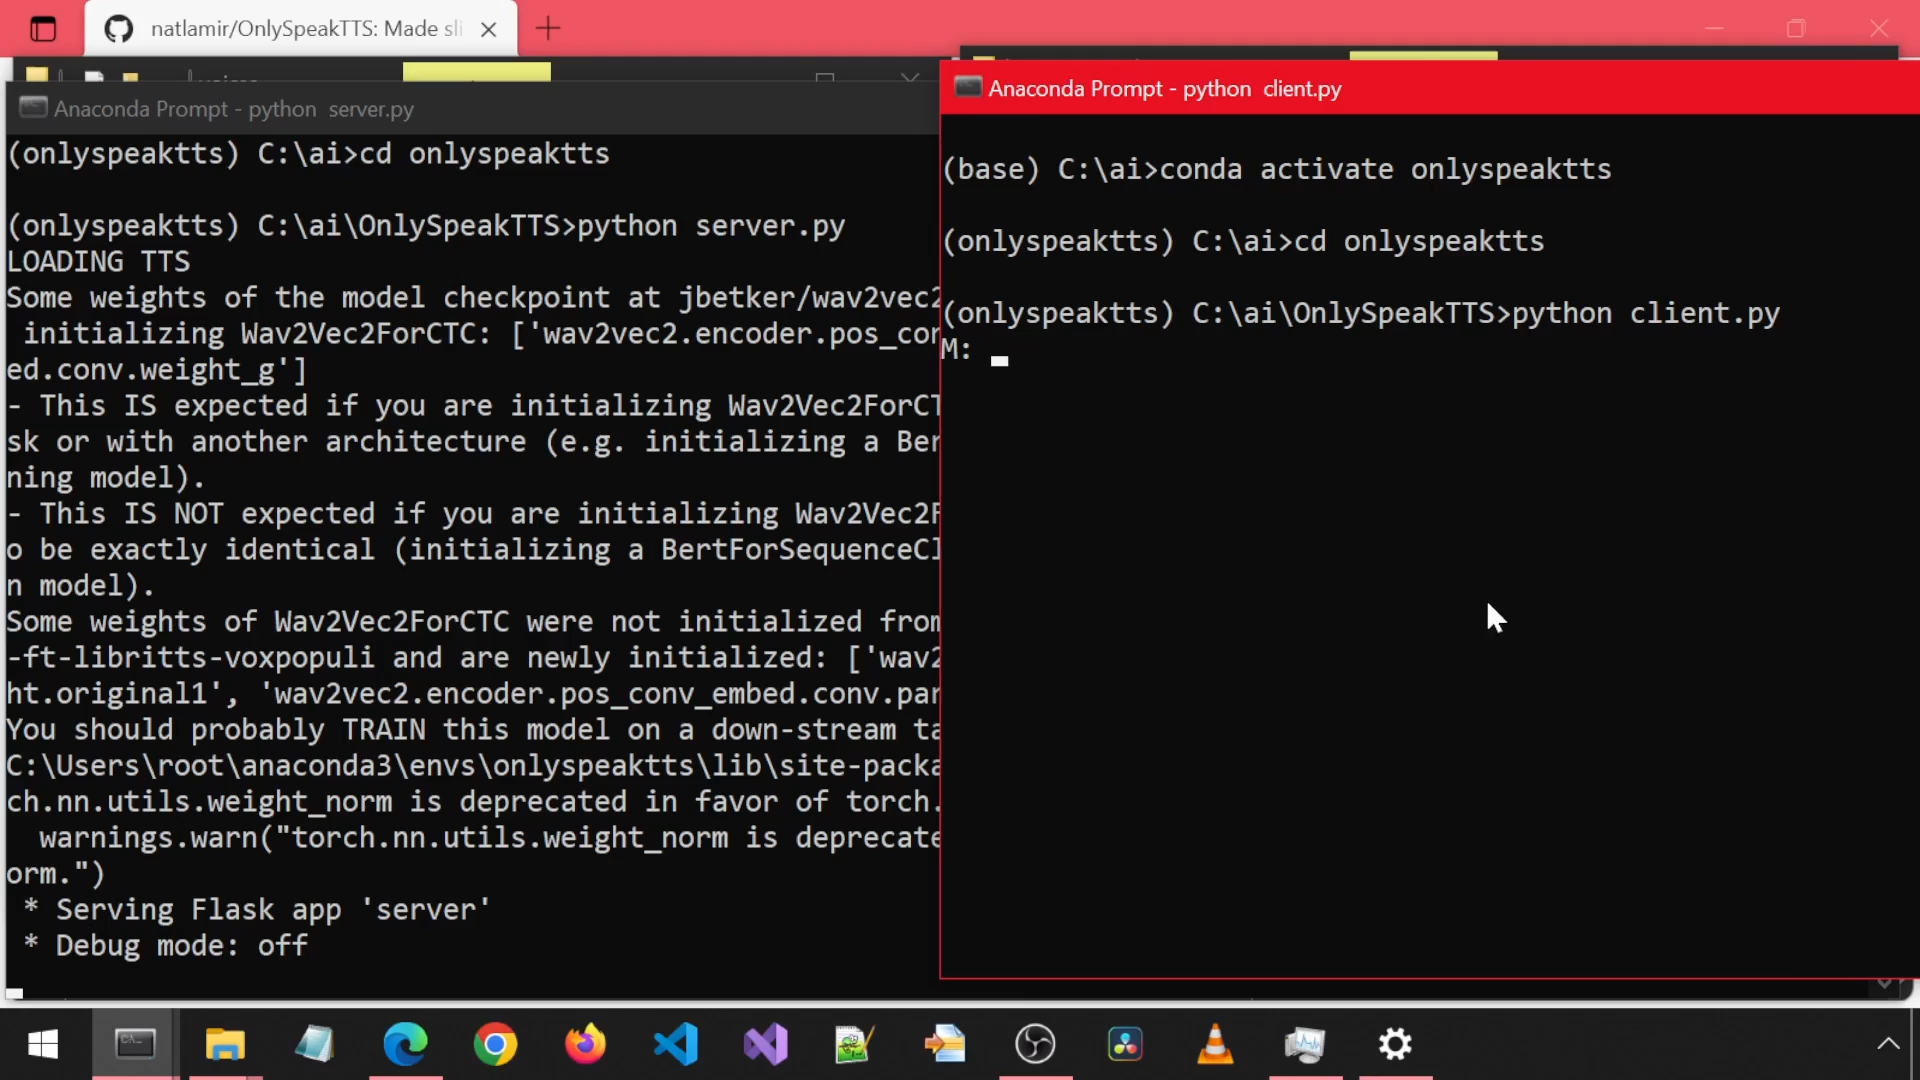 natlamir/OnlySpeakTTS: Made sli
Anaconda Prompt - python  server.py
(onlyspeaktts) C:\ai>cd onlyspeaktts
(onlyspeaktts) C:\ai\OnlySpeakTTS>python server.py
LOADING TTS
Some weights of the model checkpoint at jbetker/wav2vec2
 initializing Wav2Vec2ForCTC: ['wav2vec2.encoder.pos_con
ed.conv.weight_g']
- This IS expected if you are initializing Wav2Vec2ForCT
sk or with another architecture (e.g. initializing a Ber
ning model).
- This IS NOT expected if you are initializing Wav2Vec2F
o be exactly identical (initializing a BertForSequenceCl
n model).
Some weights of Wav2Vec2ForCTC were not initialized from
-ft-libritts-voxpopuli and are newly initialized: ['wav2
ht.original1', 'wav2vec2.encoder.pos_conv_embed.conv.par
You should probably TRAIN this model on a down-stream ta
C:\Users\root\anaconda3\envs\onlyspeaktts\lib\site-packa
ch.nn.utils.weight_norm is deprecated in favor of torch.
  warnings.warn("torch.nn.utils.weight_norm is deprecate
orm.")
 * Serving Flask app 'server'
 * Debug mode: off
Anaconda Prompt - python  client.py
(base) C:\ai>conda activate onlyspeaktts
(onlyspeaktts) C:\ai>cd onlyspeaktts
(onlyspeaktts) C:\ai\OnlySpeakTTS>python client.py
M: